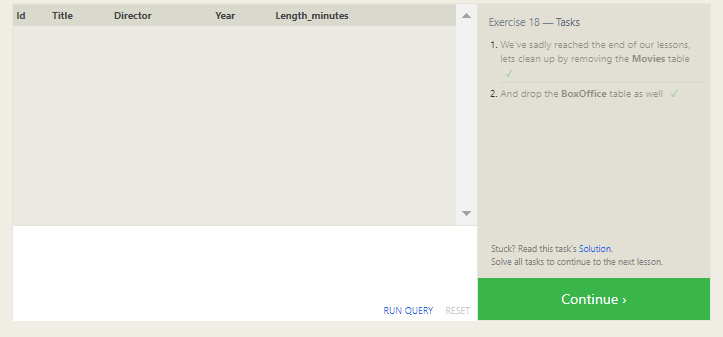 Id Title Director Year Length_minutes
Exercise 18 — Tasks
1. We've sadly reached the end of our lessons,
lets clean up by removing the Movies table
✓
2. And drop the BoxOffice table as well ✓
Stuck? Read this task's Solution.
Solve all tasks to continue to the next lesson.
RUN QUERY RESET
Continue ›